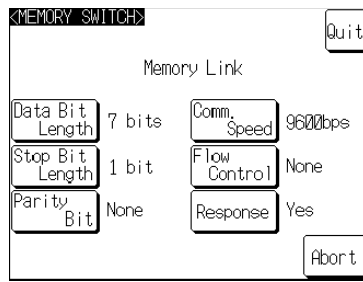 <MEMORY SWITCH>
Quit
Memory Link
Data Bit
Length
7 bits
Comm.
Speed
9600bps
Stop Bit
Length
1 bit
Flow
Control
None
Parity
Bit
None
Response
Yes
Abort